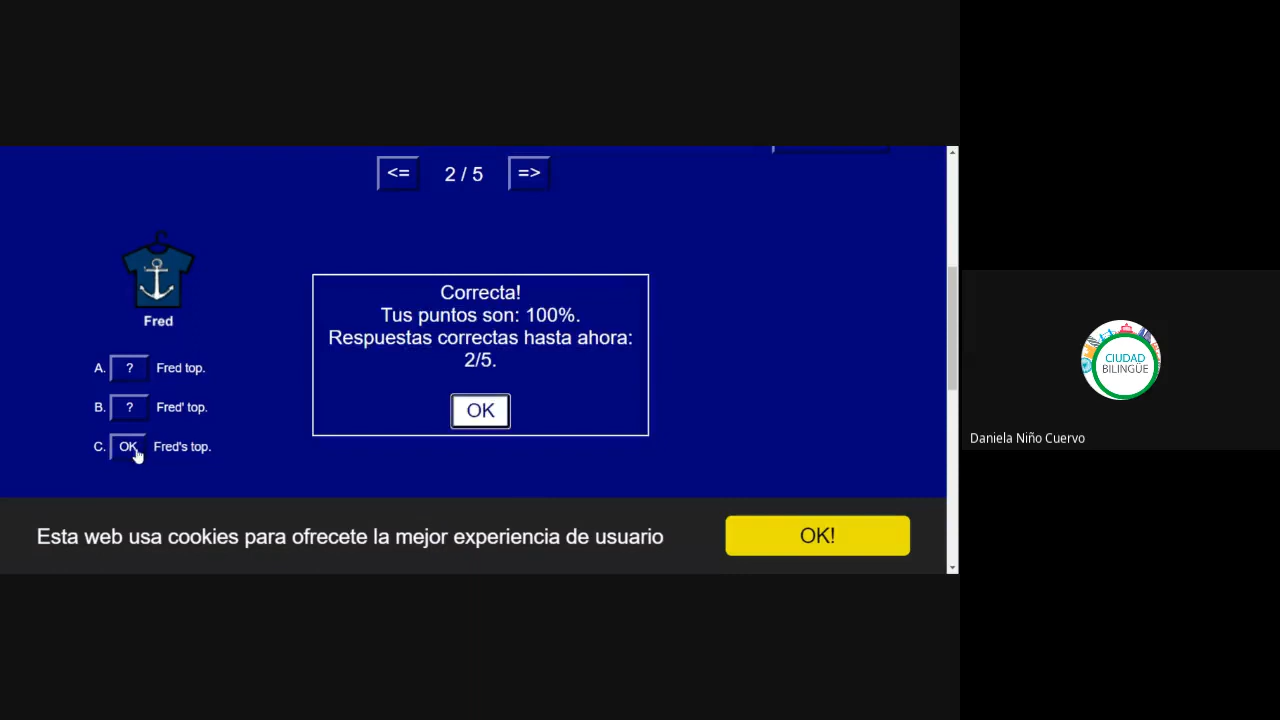 <= 2 / 5 =>
Fred
A. ? Fred top.
B. ? Fred' top.
C. OK Fred's top.
Correcta!
Tus puntos son: 100%.
Respuestas correctas hasta ahora:
2/5.
OK
Esta web usa cookies para ofrecete la mejor experiencia de usuario
OK!
CIUDAD
BILINGÜE
Daniela Niño Cuervo